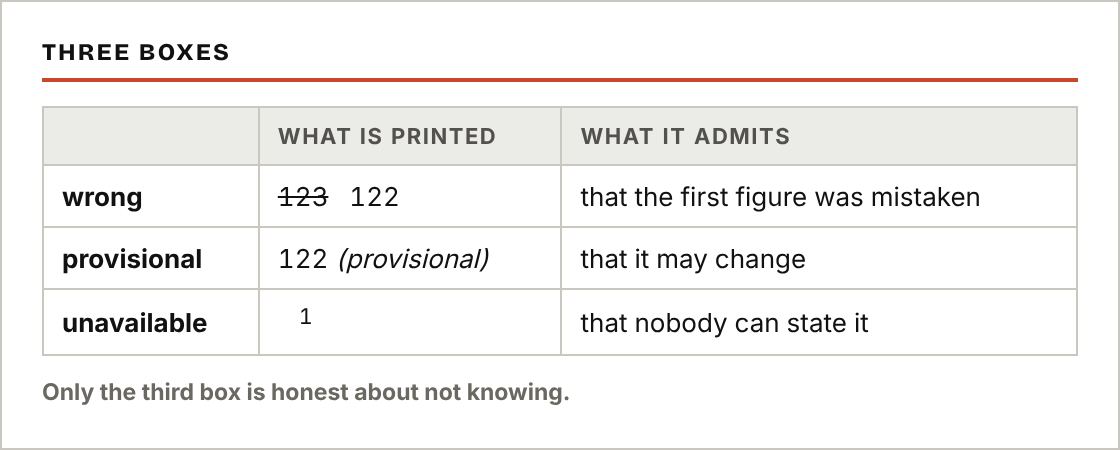 THREE BOXES
WHAT IS PRINTED WHAT IT ADMITS
wrong 123 122 that the first figure was mistaken
provisional 122 (provisional) that it may change
unavailable 1 that nobody can state it
Only the third box is honest about not knowing.